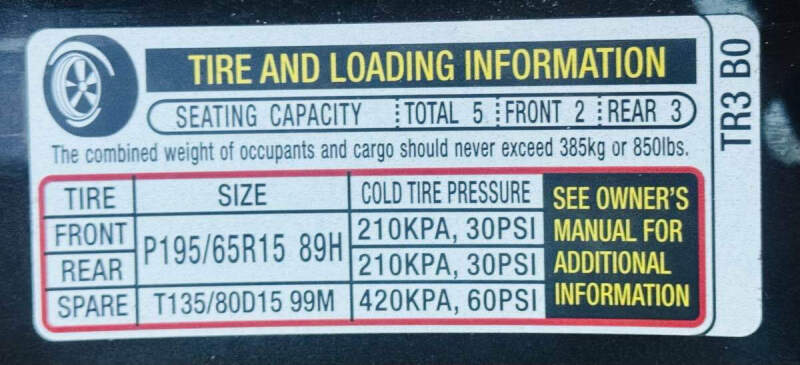 TIRE AND LOADING INFORMATION
SEATING CAPACITY TOTAL 5 FRONT 2 REAR 3
The combined weight of occupants and cargo should never exceed 385kg or 850lbs.
TIRE SIZE COLD TIRE PRESSURE
FRONT P195/65R15 89H 210KPA, 30PSI
REAR 210KPA, 30PSI
SPARE T135/80D15 99M 420KPA, 60PSI
SEE OWNER'S
MANUAL FOR
ADDITIONAL
INFORMATION
TR3 B0